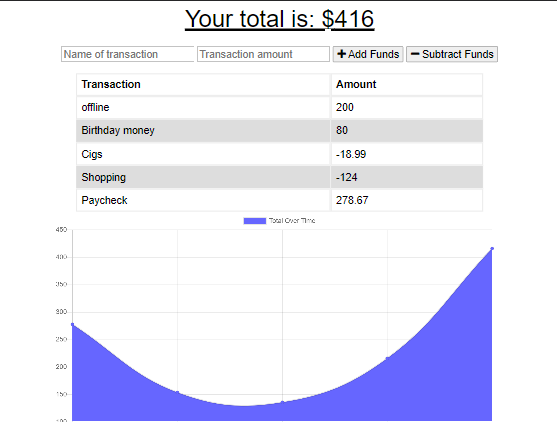 Your total is: $416
Name of transaction Transaction amount +Add Funds −Subtract Funds
Transaction Amount
offline 200
Birthday money 80
Cigs -18.99
Shopping -124
Paycheck 278.67
Total Over Time
450
400
350
300
250
200
150
100